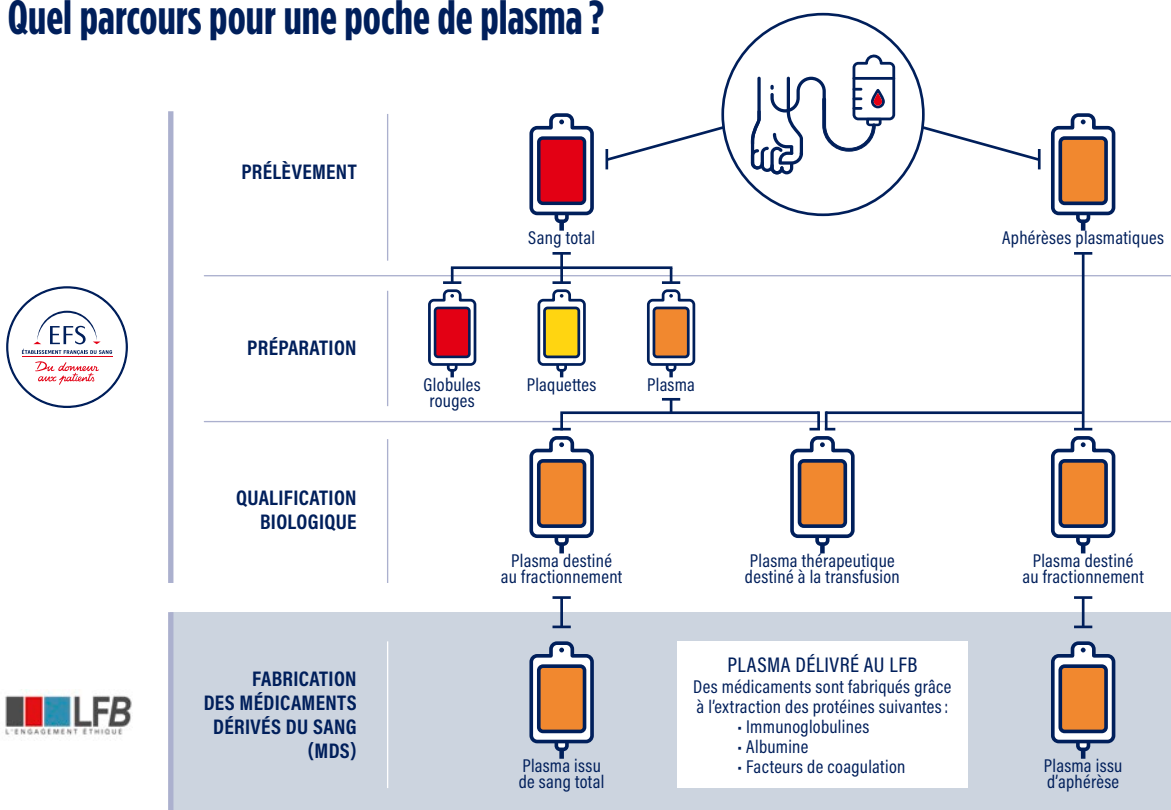 Quel parcours pour une poche de plasma ?
PRÉLÈVEMENT
Sang total
Aphérèses plasmatiques
EFS
ÉTABLISSEMENT FRANÇAIS DU SANG
Du donneur
aux patients
PRÉPARATION
Globules
rouges
Plaquettes
Plasma
QUALIFICATION
BIOLOGIQUE
Plasma destiné
au fractionnement
Plasma thérapeutique
destiné à la transfusion
Plasma destiné
au fractionnement
LFB
L'ENGAGEMENT ÉTHIQUE
FABRICATION
DES MÉDICAMENTS
DÉRIVÉS DU SANG
(MDS)
Plasma issu
de sang total
PLASMA DÉLIVRÉ AU LFB
Des médicaments sont fabriqués grâce
à l'extraction des protéines suivantes :
• Immunoglobulines
• Albumine
• Facteurs de coagulation
Plasma issu
d'aphérèse